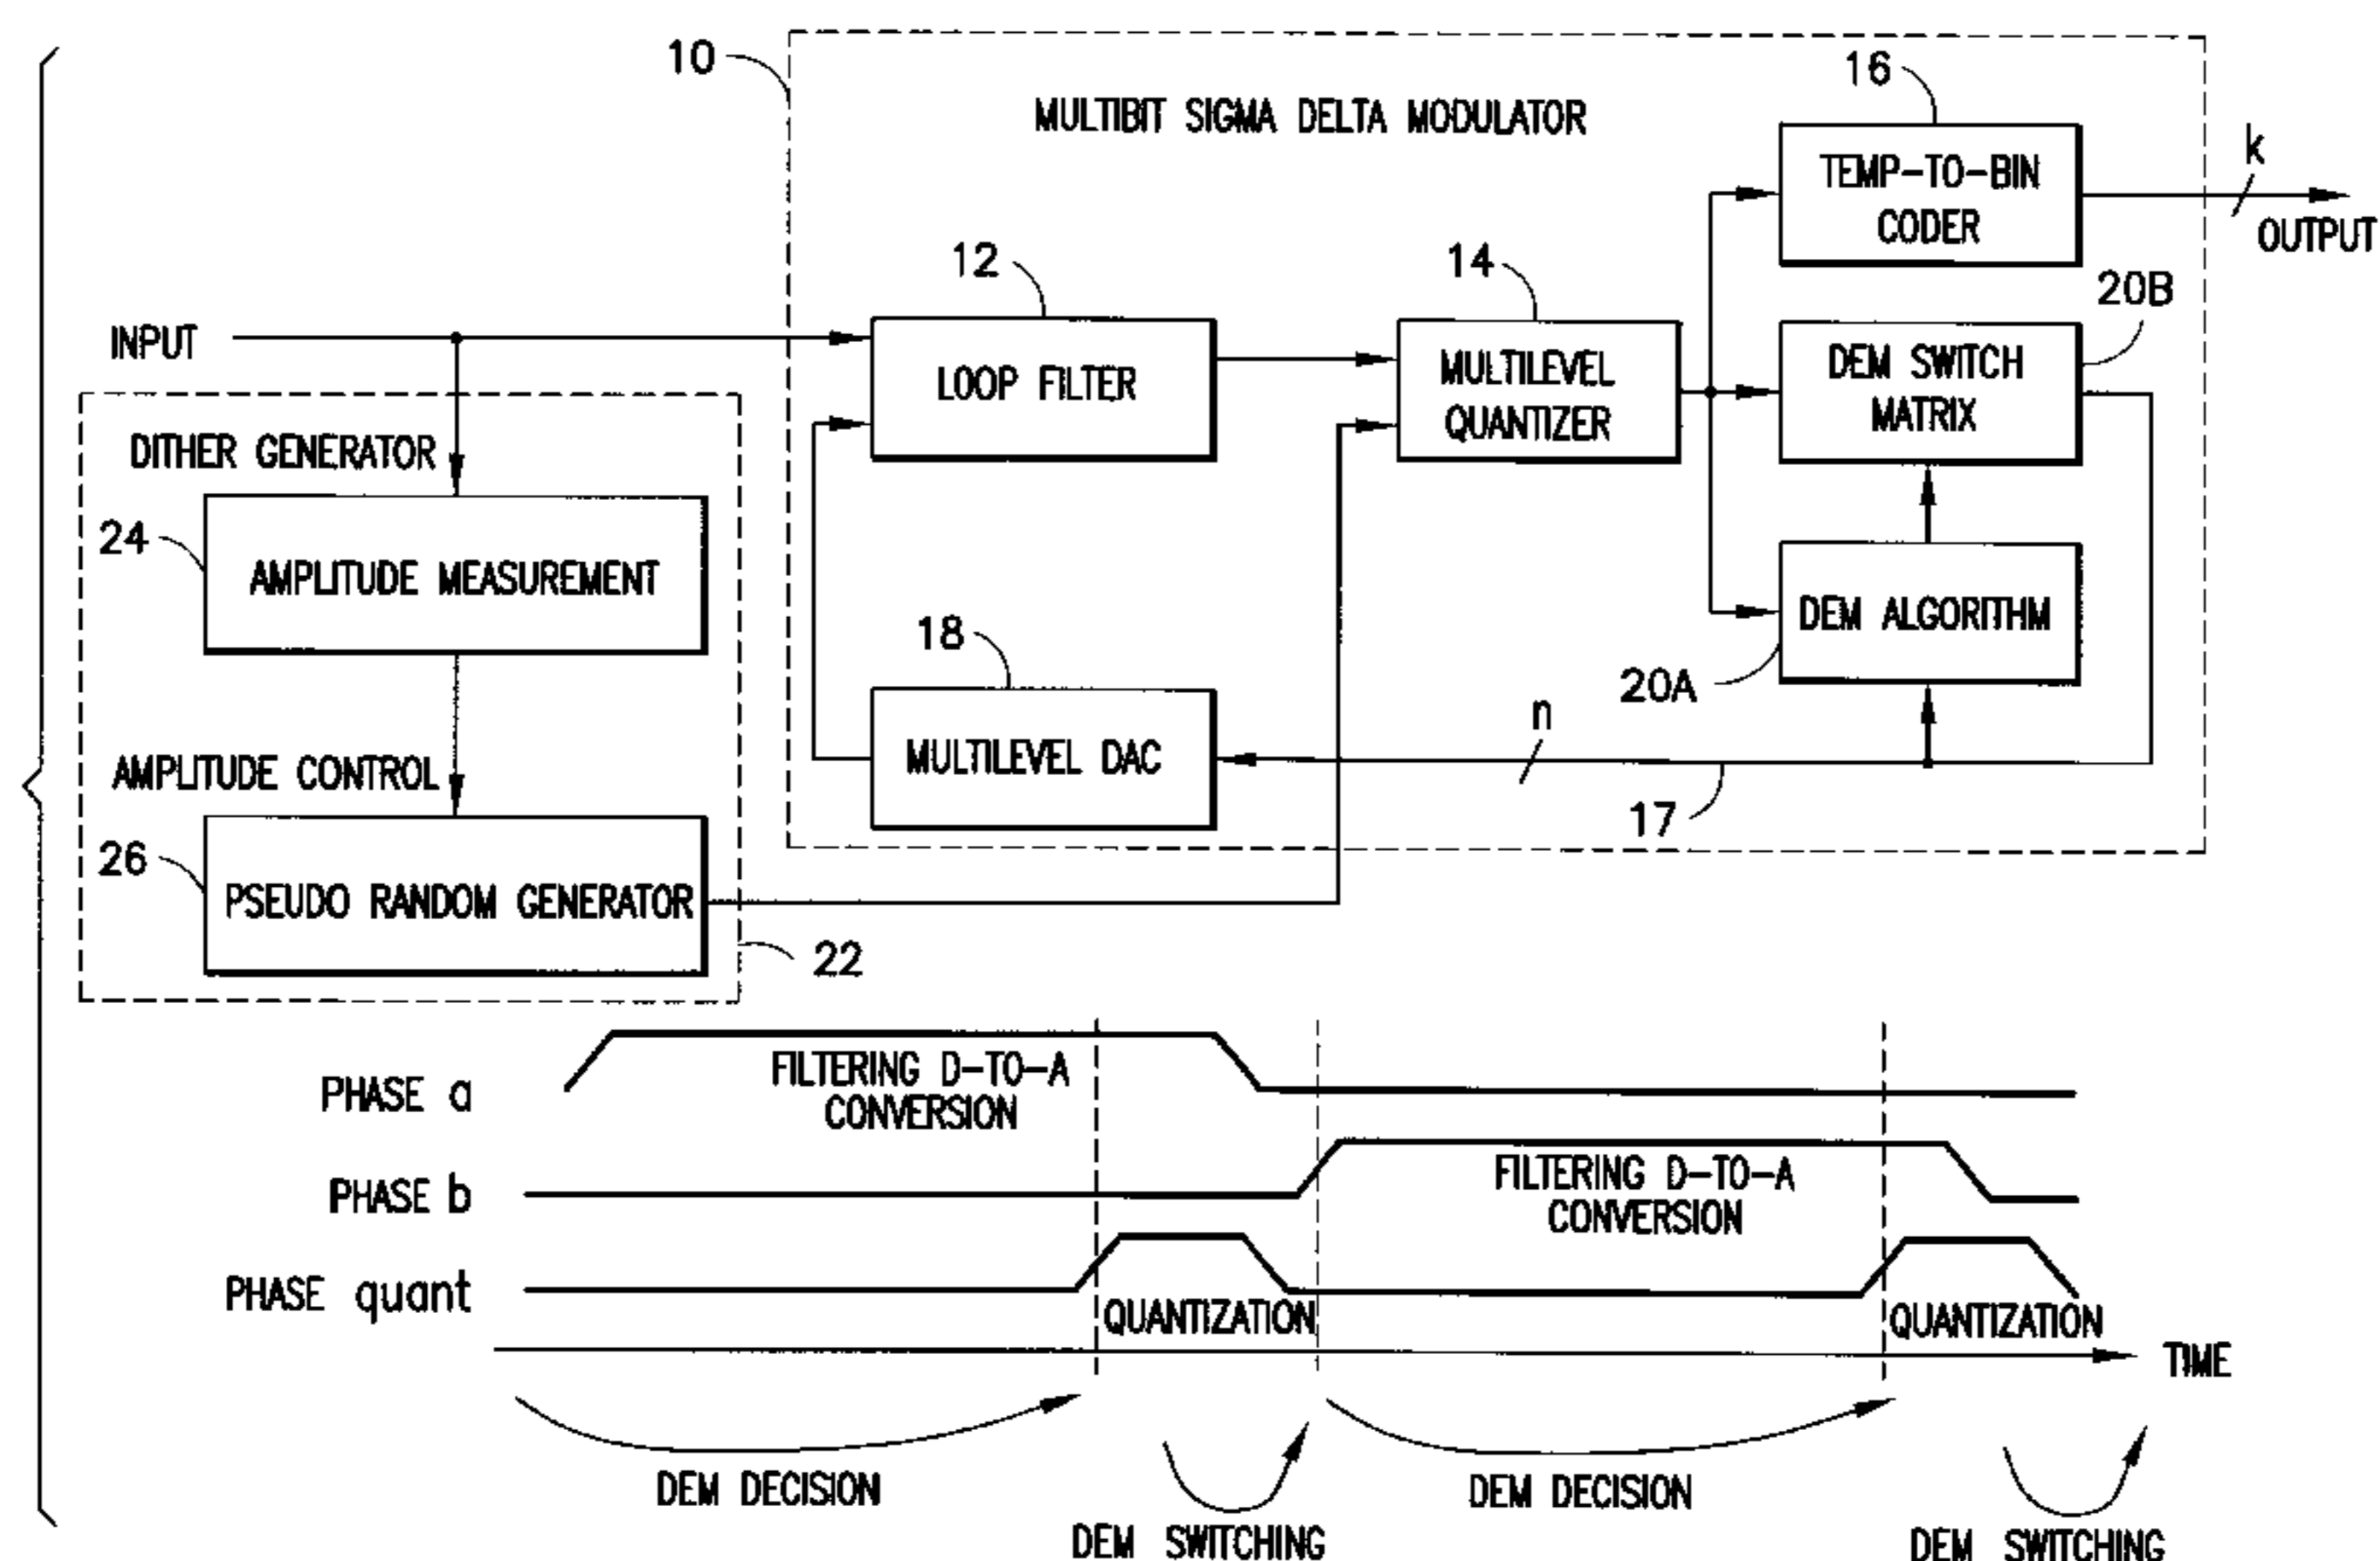 10
MULTIBIT SIGMA DELTA MODULATOR
16
TEMP-TO-BIN
CODER
k
OUTPUT
12
14
20B
INPUT
LOOP FILTER
MULTILEVEL
QUANTIZER
DEM SWITCH
MATRIX
DITHER GENERATOR
24
AMPLITUDE MEASUREMENT
18
DEM ALGORITHM
20A
n
AMPLITUDE CONTROL
MULTILEVEL DAC
17
26
PSEUDO RANDOM GENERATOR
22
PHASE a
FILTERING D-TO-A
CONVERSION
PHASE b
FILTERING D-TO-A
CONVERSION
PHASE quant
QUANTIZATION
QUANTIZATION
TIME
DEM DECISION
DEM SWITCHING
DEM DECISION
DEM SWITCHING